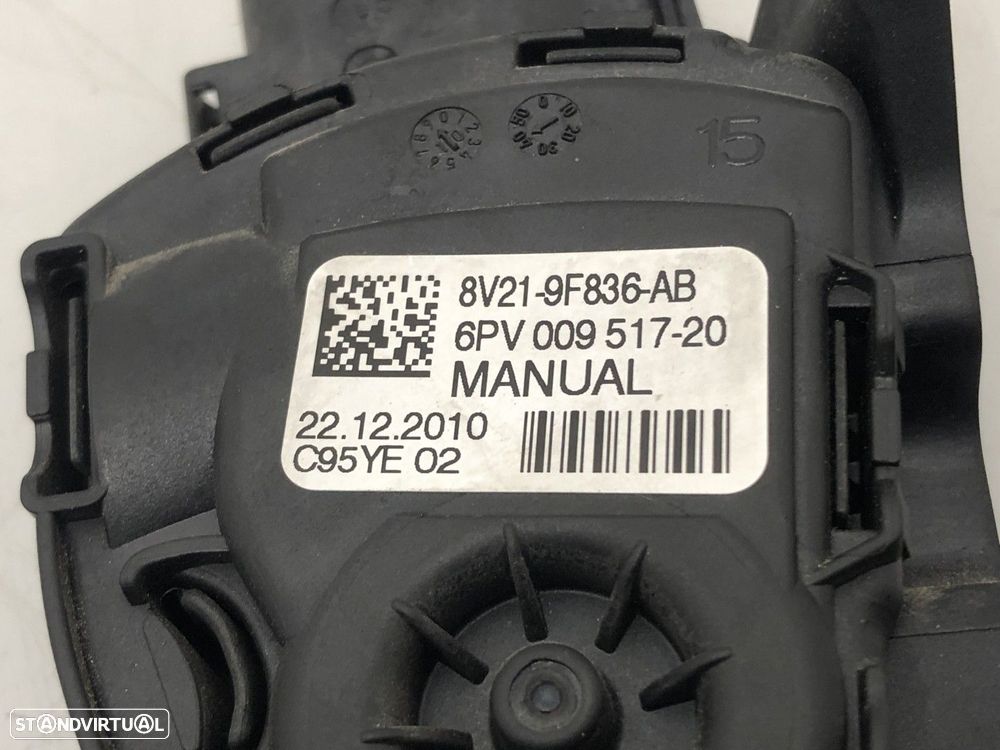 15
8V21-9F836-AB
6PV 009 517-20
MANUAL
22.12.2010
C95YE 02
STANDVIRTUAL